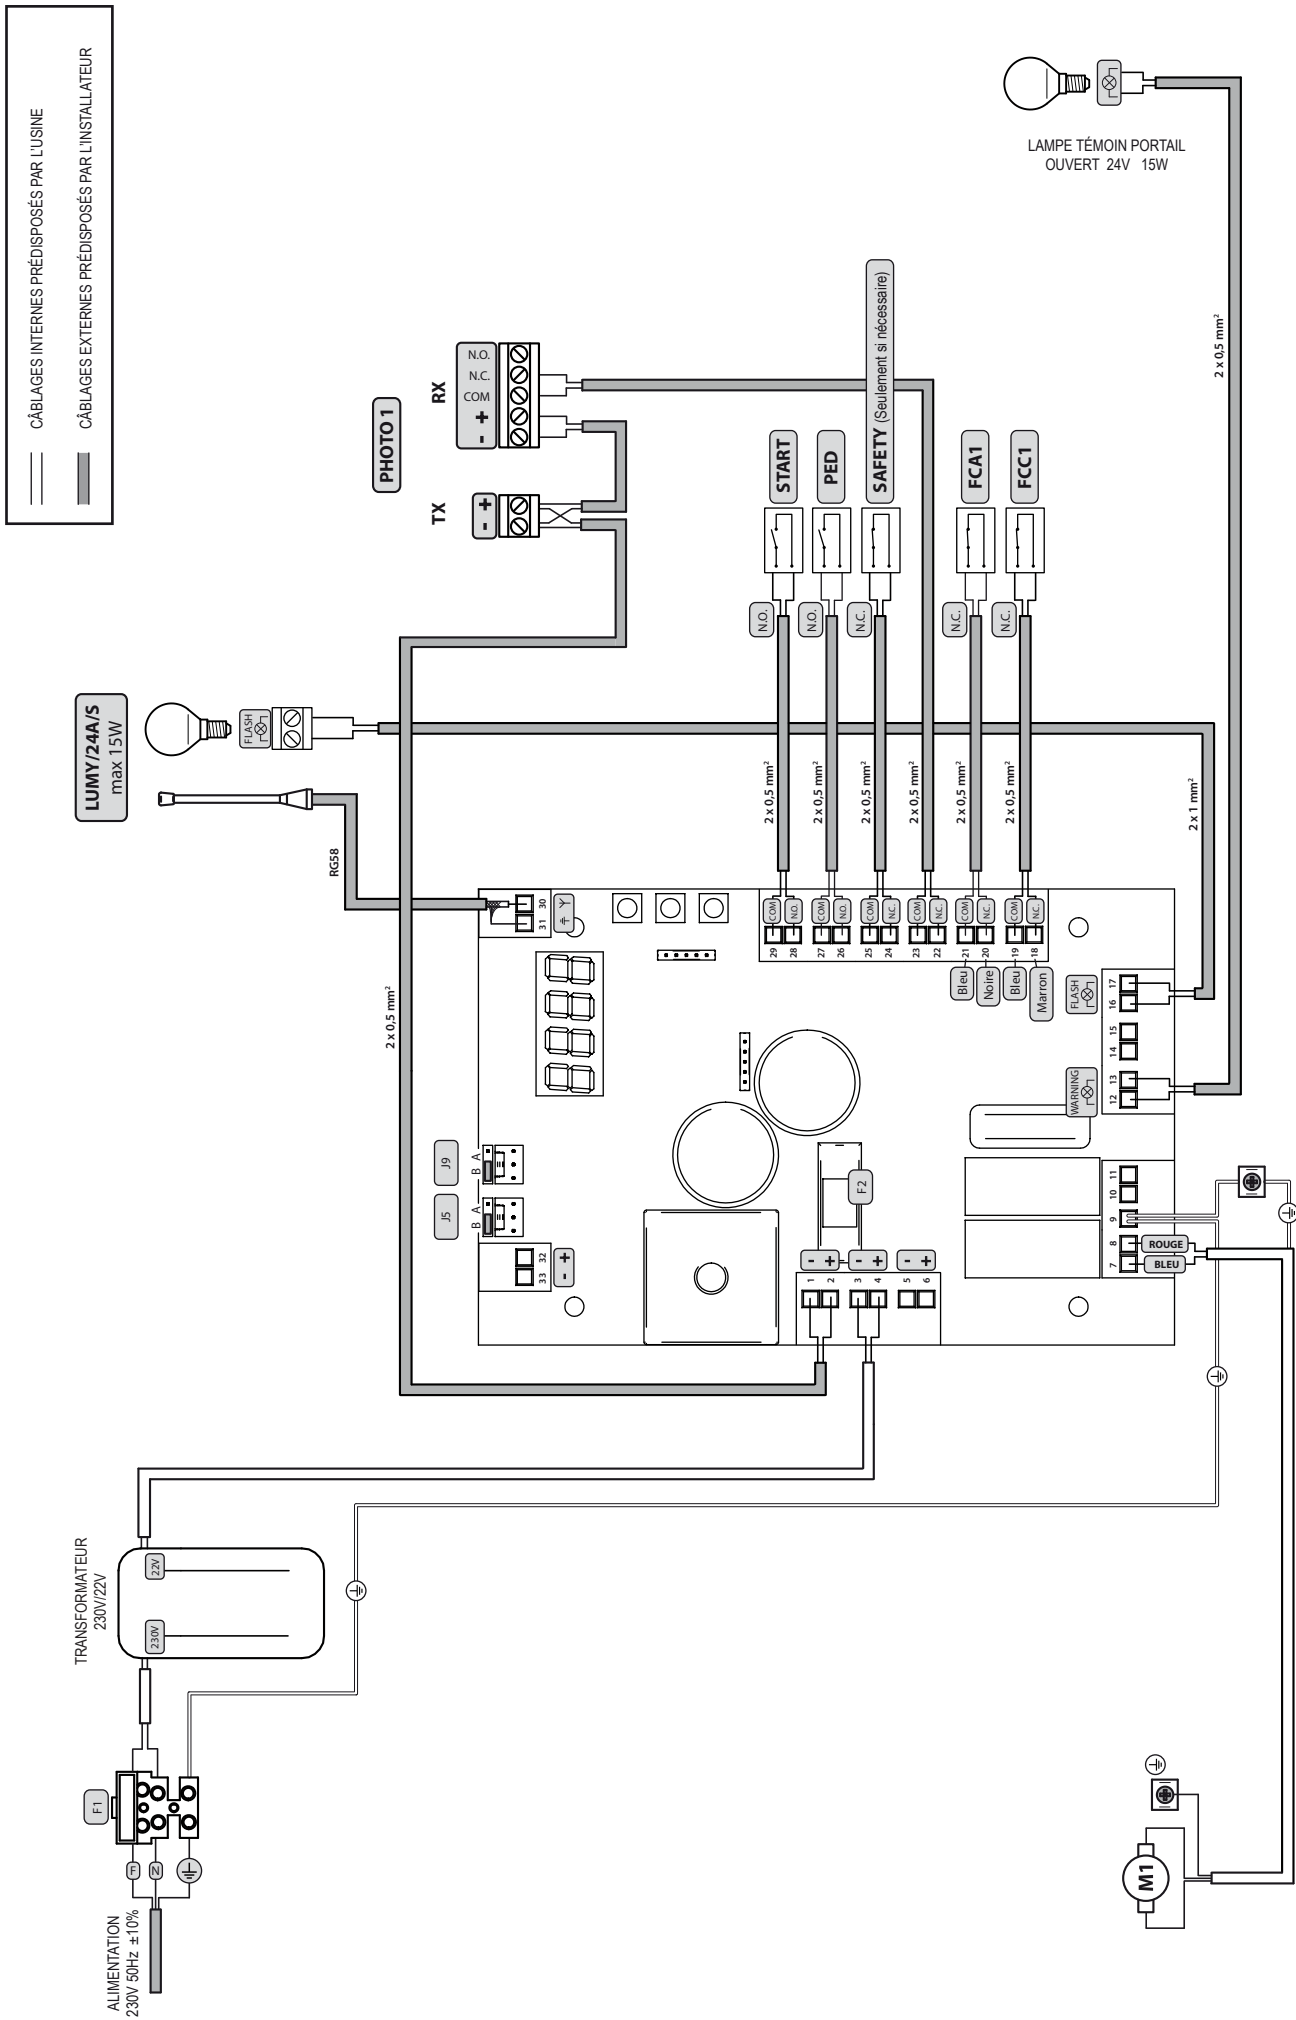 CÂBLAGES INTERNES PRÉDISPOSÉS PAR L'USINE
CÂBLAGES EXTERNES PRÉDISPOSÉS PAR L'INSTALLATEUR
LAMPE TÉMOIN PORTAIL
OUVERT 24V 15W
2 x 0,5 mm²
PHOTO 1
RX
N.O.
N.C.
COM
+
-
TX
+
-
LUMY/24A/S
max 15W
FLASH
RG58
2 x 0,5 mm²
START
PED
SAFETY (Seulement si nécessaire)
FCA1
FCC1
N.O.
N.O.
N.C.
N.C.
N.C.
2 x 0,5 mm²
2 x 0,5 mm²
2 x 0,5 mm²
2 x 0,5 mm²
2 x 0,5 mm²
2 x 0,5 mm²
2 x 1 mm²
30
31
COM
N.O.
COM
N.O.
COM
N.C.
COM
N.C.
COM
N.C.
COM
N.C.
29
28
27
26
25
24
23
22
21
20
19
18
Bleu
Noire
Bleu
Marron
FLASH
17
16
15
14
WARNING
13
12
J9
B A
J5
B A
32
33
+
-
F2
-
+
-
+
-
+
1
2
3
4
5
6
11
10
9
8
7
ROUGE
BLEU
TRANSFORMATEUR
230V/22V
22V
230V
F1
F
N
ALIMENTATION
230V 50Hz ±10%
M1